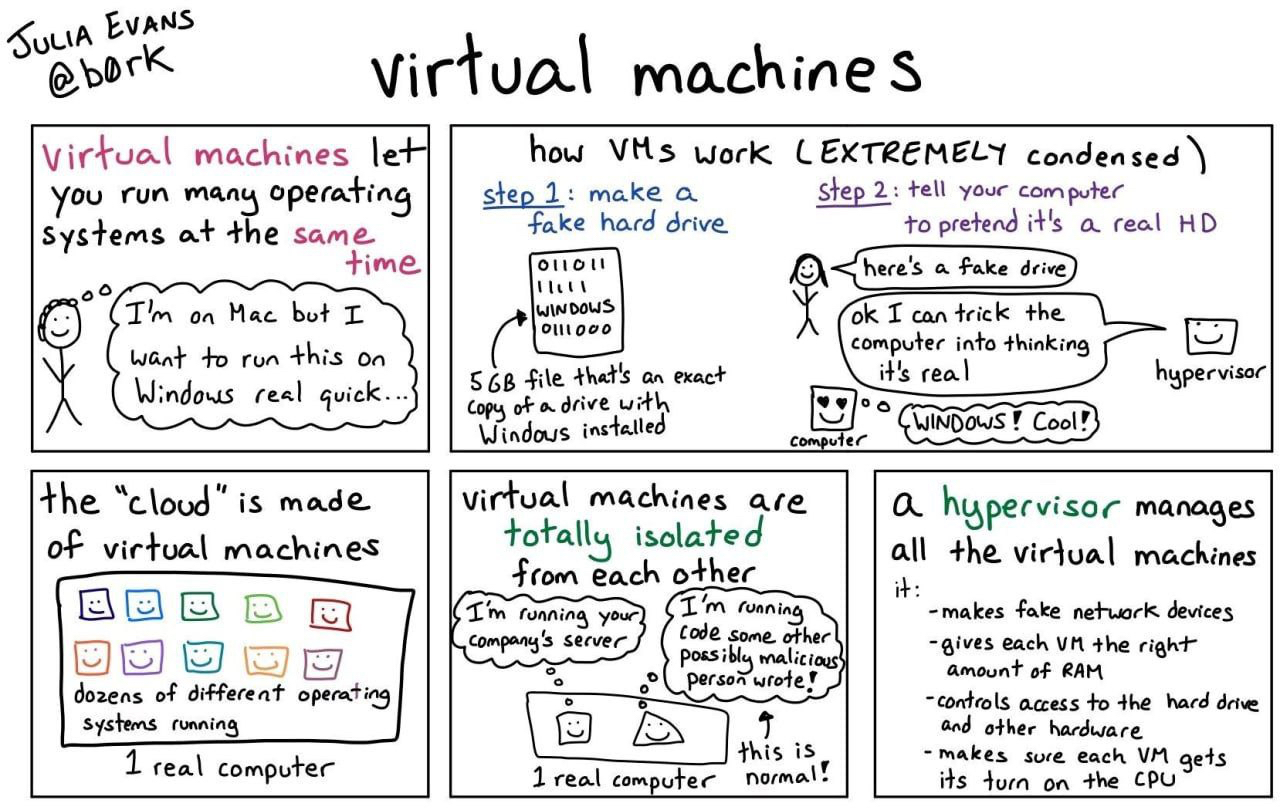 JULIA EVANS
@b0rk
virtual machines
virtual machines let
you run many operating
systems at the same
time
I'm on Mac but I
want to run this on
Windows real quick...
how VMs work (EXTREMELY condensed)
step 1: make a
fake hard drive
011011
11111
WINDOWS
0111000
5 GB file that's an exact
copy of a drive with
Windows installed
step 2: tell your computer
to pretend it's a real HD
here's a fake drive
ok I can trick the
computer into thinking
it's real
hypervisor
computer
WINDOWS! Cool!
the "cloud" is made
of virtual machines
dozens of different operating
systems running
1 real computer
virtual machines are
totally isolated
from each other
I'm running your
company's server
I'm running
code some other
possibly malicious
person wrote!
1 real computer
this is
normal!
a hypervisor manages
all the virtual machines
it:
- makes fake network devices
- gives each VM the right
amount of RAM
- controls access to the hard drive
and other hardware
- makes sure each VM gets
its turn on the CPU